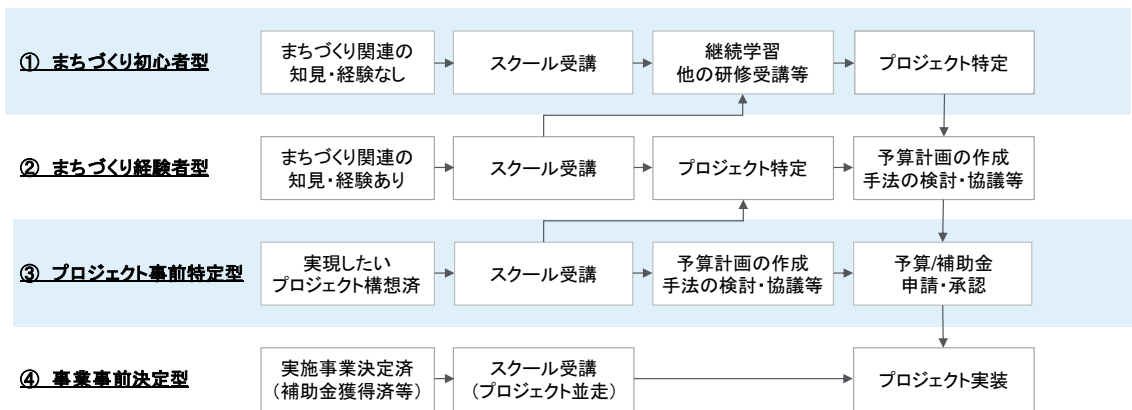 ① まちづくり初心者型
まちづくり関連の
知見・経験なし
スクール受講
継続学習
他の研修受講等
プロジェクト特定
② まちづくり経験者型
まちづくり関連の
知見・経験あり
スクール受講
プロジェクト特定
予算計画の作成
手法の検討・協議等
③ プロジェクト事前特定型
実現したい
プロジェクト構想済
スクール受講
予算計画の作成
手法の検討・協議等
予算/補助金
申請・承認
④ 事業事前決定型
実施事業決定済
（補助金獲得済等）
スクール受講
（プロジェクト並走）
プロジェクト実装